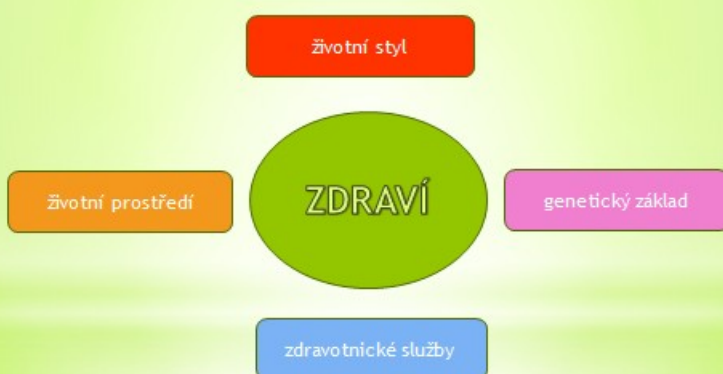 životní styl
životní prostředí
ZDRAVÍ
genetický základ
zdravotnické služby